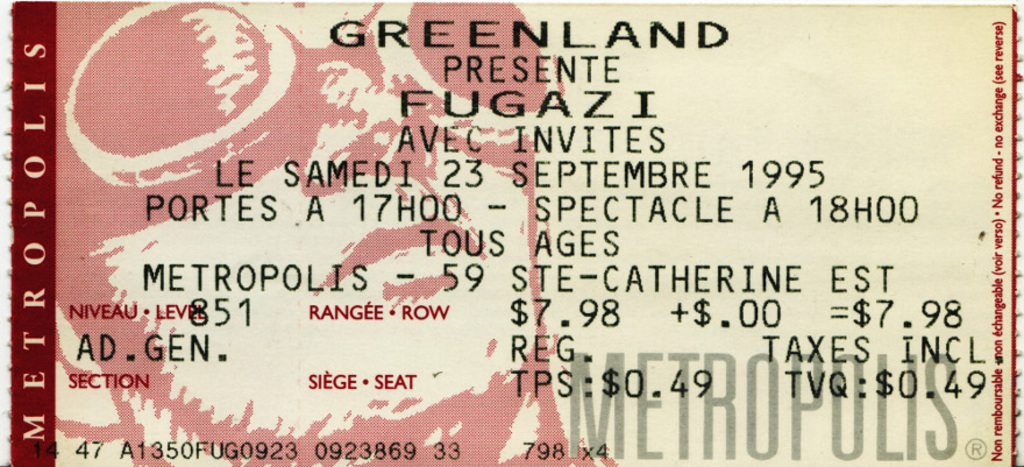 METROPOLIS
GREENLAND
PRESENTE
FUGAZI
AVEC INVITES
LE SAMEDI 23 SEPTEMBRE 1995
PORTES A 17H00 - SPECTACLE A 18H00
TOUS AGES
METROPOLIS - 59 STE-CATHERINE EST
NIVEAU • LEVEL 851 RANGÉE • ROW $7.98 +$.00 =$7.98
AD.GEN. REG. TAXES INCL.
SECTION SIÈGE • SEAT TPS:$0.49 TVQ:$0.49
METROPOLIS®
14 47 A1350FUG0923 0923869 33 798 x4
Non remboursable • non échangeable (voir verso) • No refund - no exchange (see reverse)